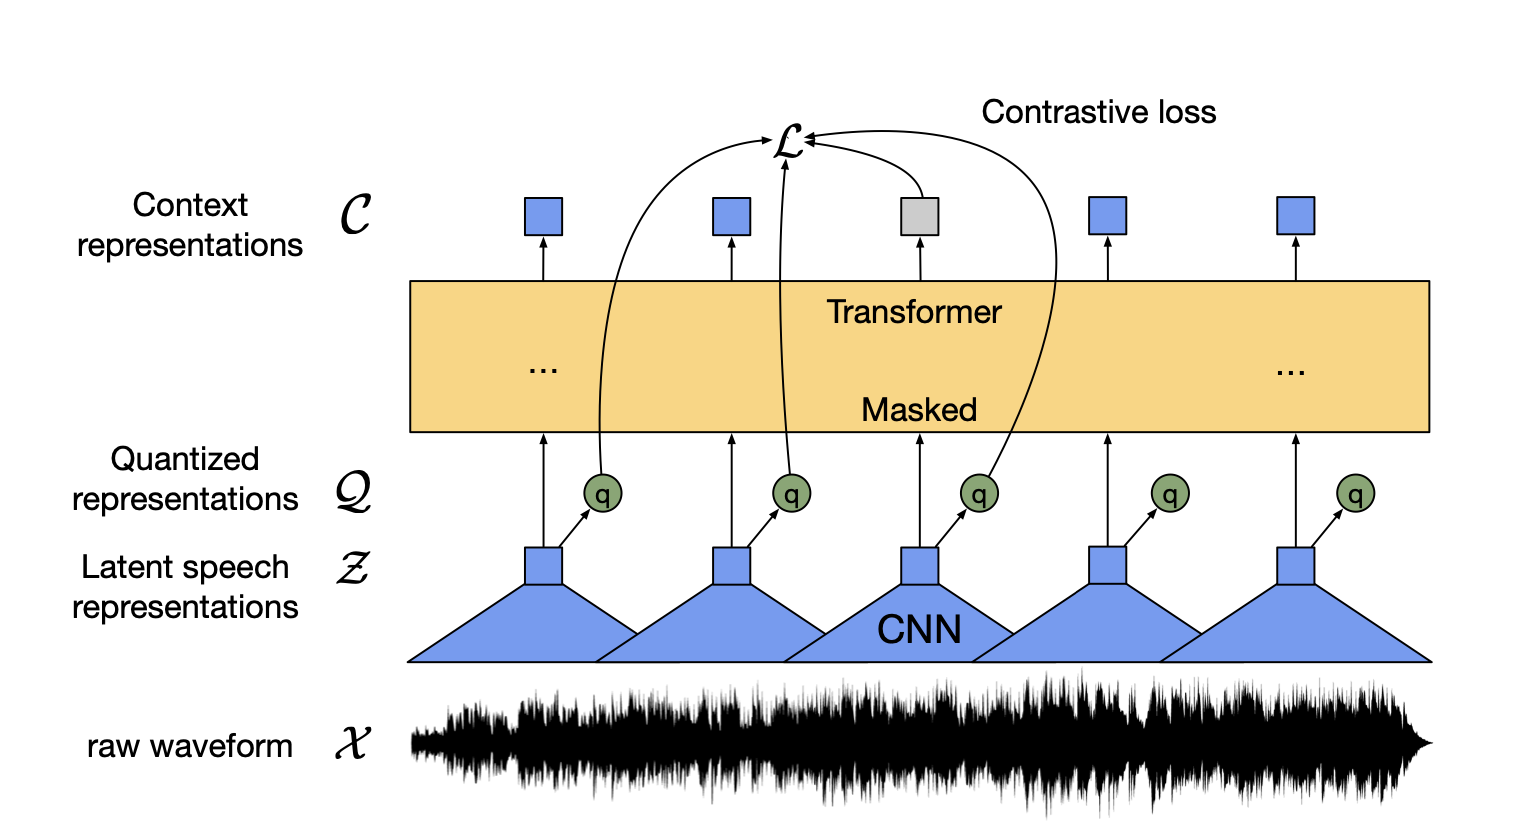 Contrastive loss
ℒ
Context
representations
𝒞
Transformer
... ...
Masked
Quantized
representations
𝒬
q q q q q
Latent speech
representations
𝒵
CNN
raw waveform 𝒳